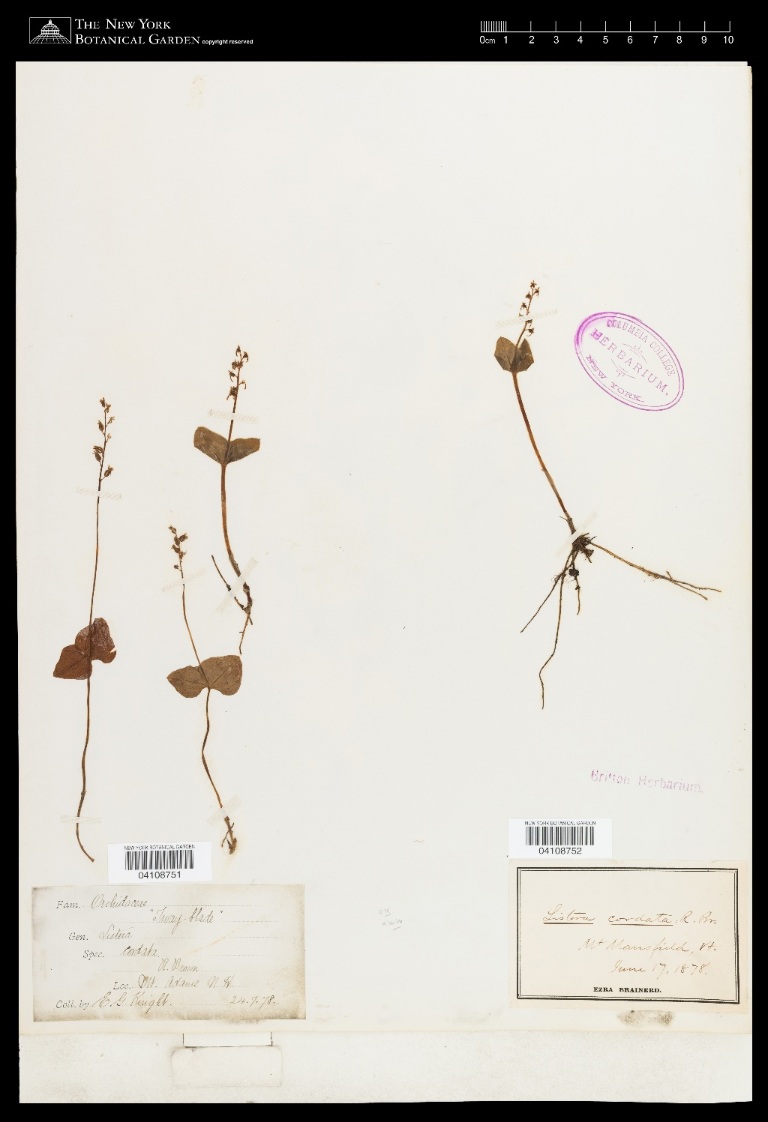 THE NEW YORK
BOTANICAL GARDEN copyright reserved
0cm 1 2 3 4 5 6 7 8 9 10
COLUMBIA COLLEGE
HERBARIUM.
NEW YORK.
Britton Herbarium.
NEW YORK BOTANICAL GARDEN
04108751
NEW YORK BOTANICAL GARDEN
04108752
Fam. Orchidaceae
"Tway-blade"
Gen. Listera
Spec. cordata
R. Brown
Loc. Mt. Adams N. H.
Coll. by E. G. Knight. 24.7.78.
Listera cordata R. Br.
Mt Mansfield, Vt.
June 17, 1878.
EZRA BRAINERD.